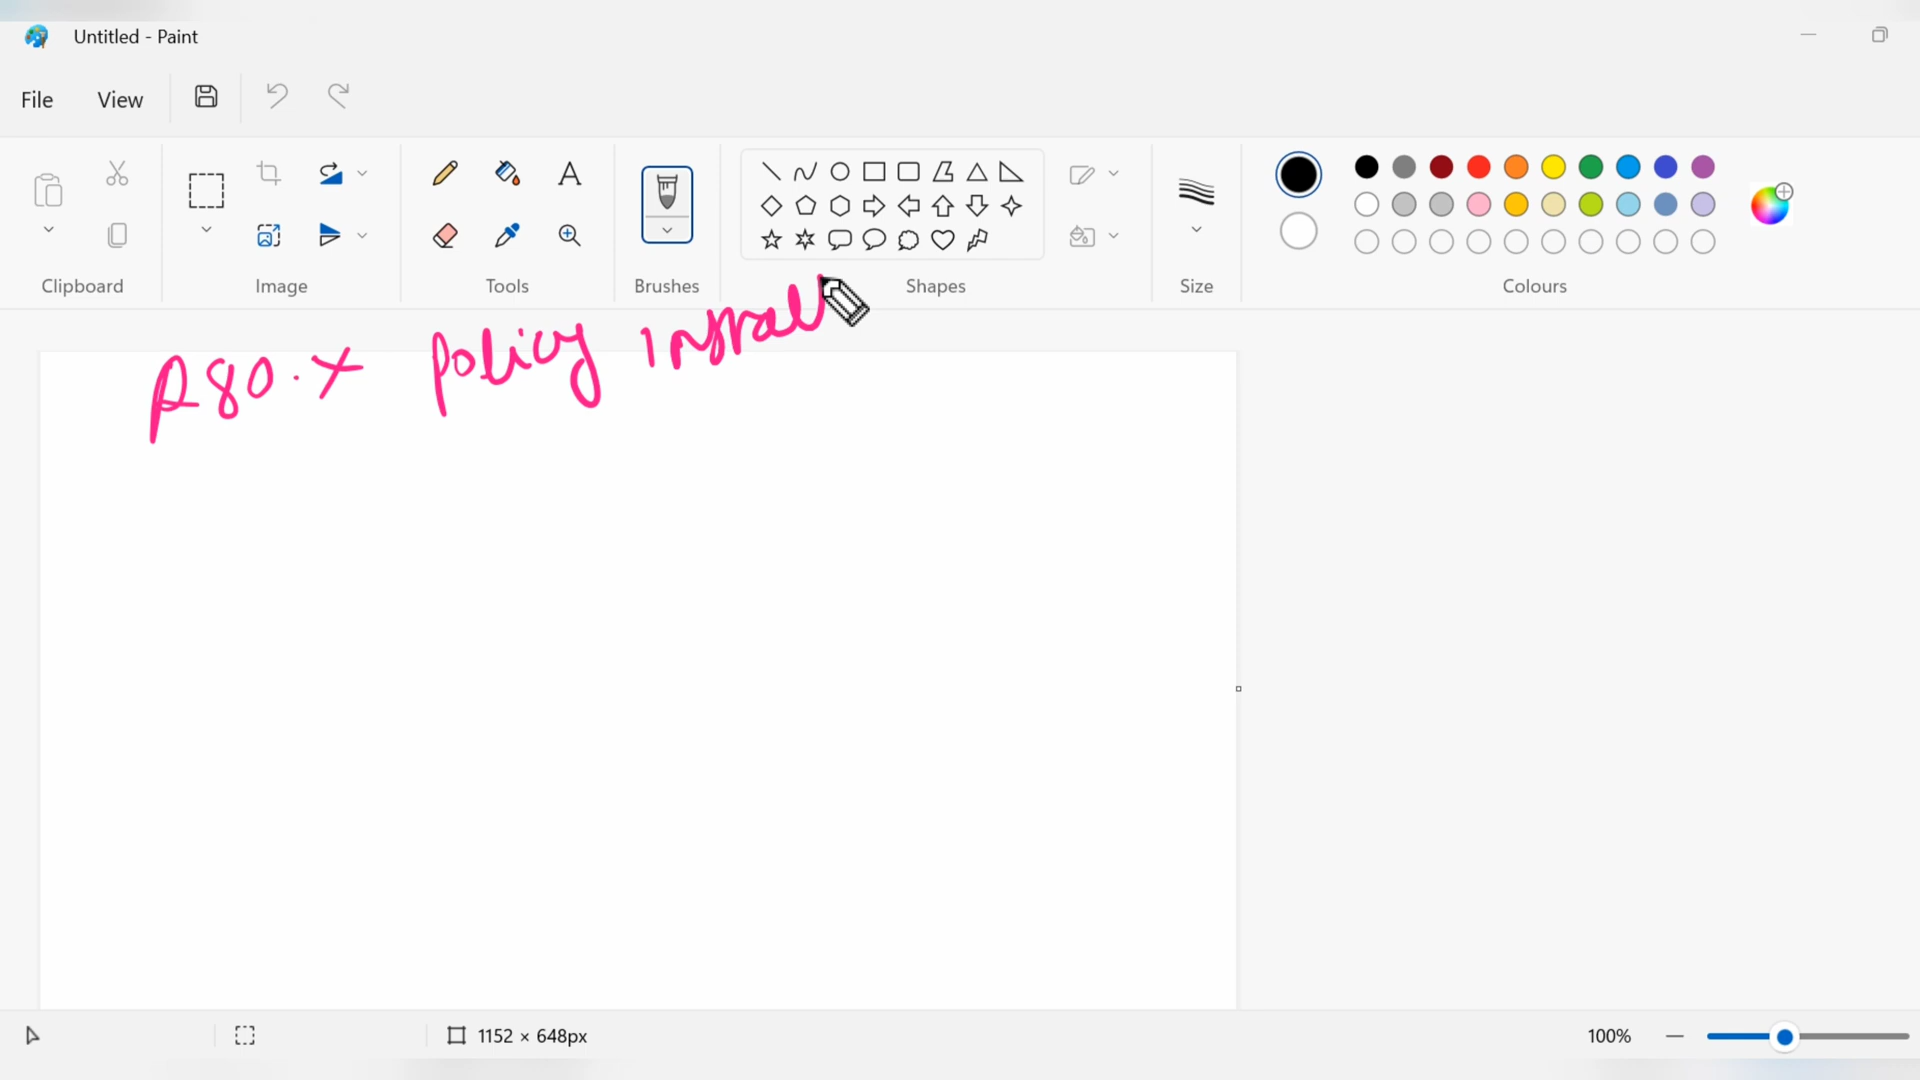 Untitled - Paint
File View
Clipboard Image Tools Brushes Shapes Size Colours
R80.x policy install
1152 × 648px 100%